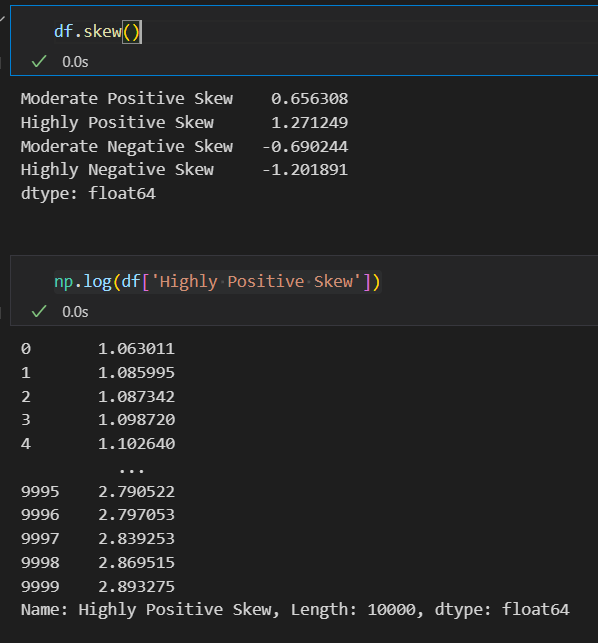 df.skew()
0.0s
Moderate Positive Skew    0.656308
Highly Positive Skew      1.271249
Moderate Negative Skew   -0.690244
Highly Negative Skew     -1.201891
dtype: float64
np.log(df['Highly Positive Skew'])
0.0s
0       1.063011
1       1.085995
2       1.087342
3       1.098720
4       1.102640
          ...
9995    2.790522
9996    2.797053
9997    2.839253
9998    2.869515
9999    2.893275
Name: Highly Positive Skew, Length: 10000, dtype: float64